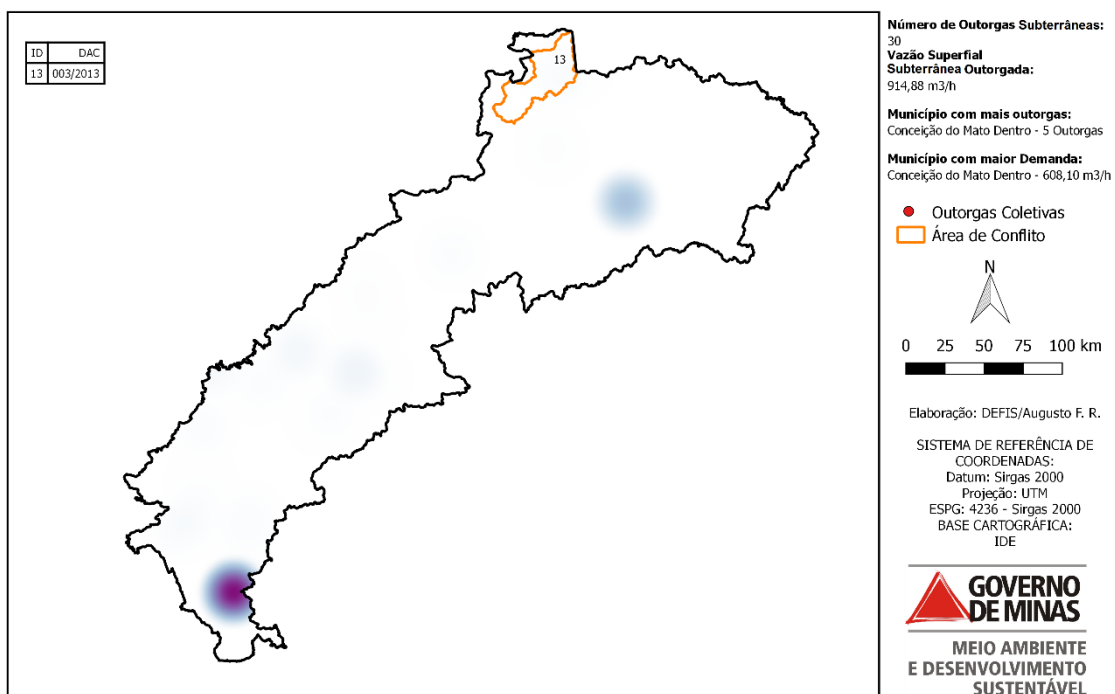 ID DAC
13 003/2013
13
Número de Outorgas Subterrâneas:
30
Vazão Superfial
Subterrânea Outorgada:
914,88 m3/h
Município com mais outorgas:
Conceição do Mato Dentro - 5 Outorgas
Município com maior Demanda:
Conceição do Mato Dentro - 608,10 m3/h
Outorgas Coletivas
Área de Conflito
N
0 25 50 75 100 km
Elaboração: DEFIS/Augusto F. R.
SISTEMA DE REFERÊNCIA DE
COORDENADAS:
Datum: Sirgas 2000
Projeção: UTM
ESPG: 4236 - Sirgas 2000
BASE CARTOGRÁFICA:
IDE
GOVERNO
DE MINAS
MEIO AMBIENTE
E DESENVOLVIMENTO
SUSTENTÁVEL